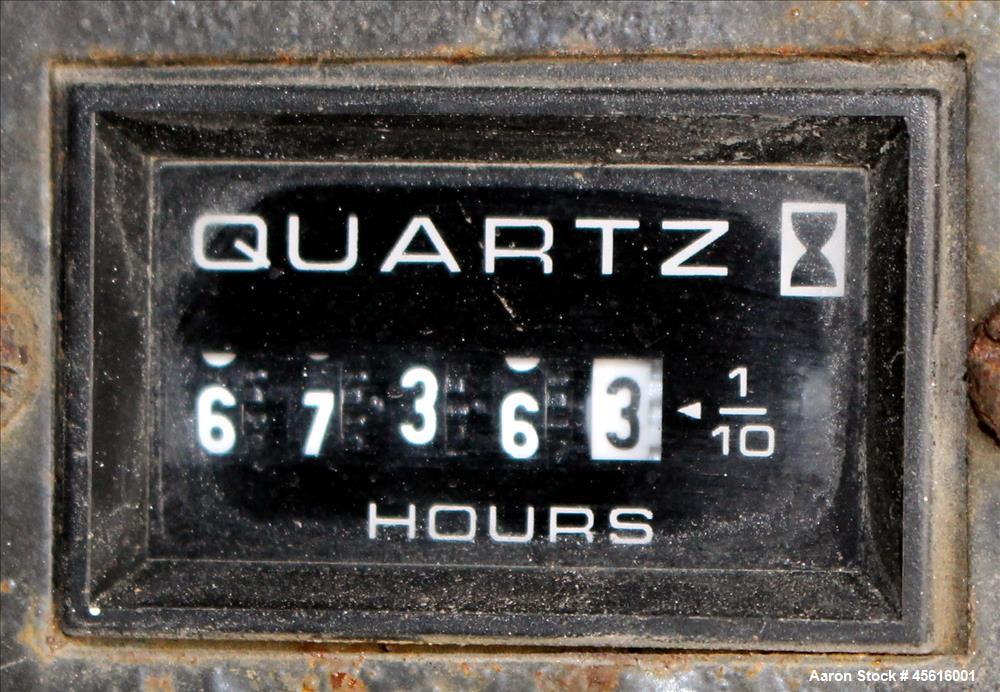 QUARTZ
6 7 3 6 3 ◄ 1/10
HOURS
Aaron Stock # 45616001